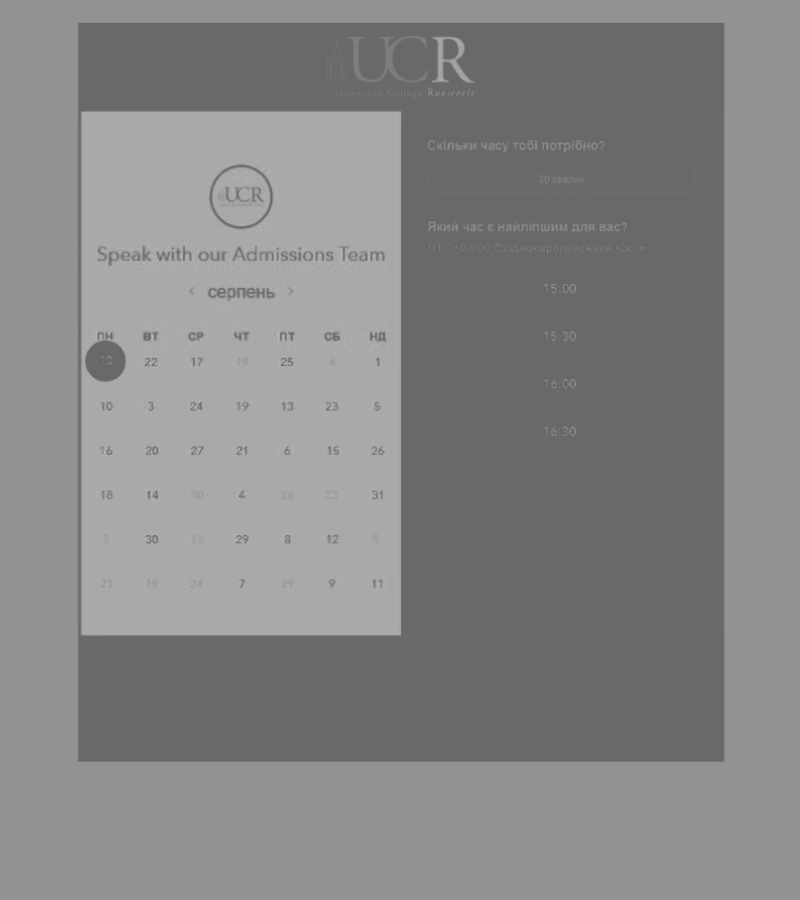 UCR
University College Roosevelt
UCR
Speak with our Admissions Team
< серпень >
ПН ВТ СР ЧТ ПТ СБ НД
10 22 17 19 25 6 1
10 3 24 19 13 23 5
16 20 27 21 6 15 26
18 14 30 4 26 23 31
3 30 13 29 8 12 5
21 19 24 7 29 9 11
Скільки часу тобі потрібно?
30 хвилин
Який час є найліпшим для вас?
UTC +03:00 Східноєвропейський час
15:00
15:30
16:00
16:30